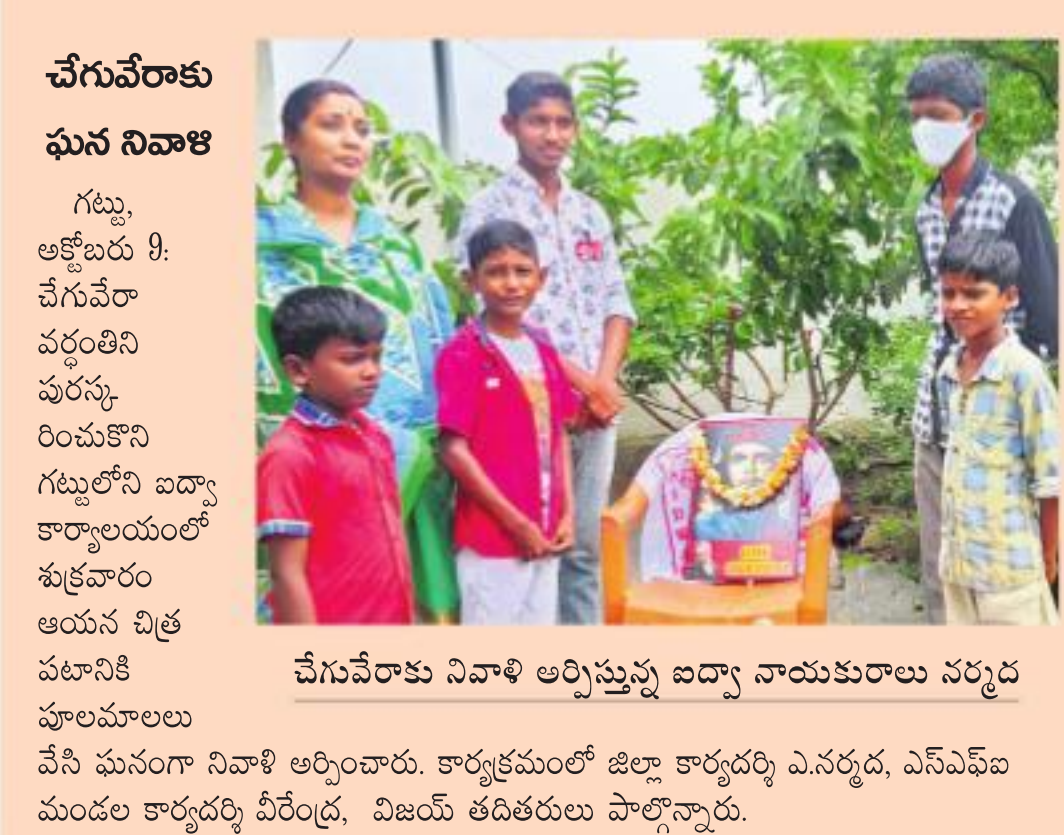 చేగువేరాకు
ఘన నివాళి
గట్టు,
అక్టోబరు 9:
చేగువేరా
వర్ధంతిని
పురస్క
రించుకొని
గట్టులోని ఐద్వా
కార్యాలయంలో
శుక్రవారం
ఆయన చిత్ర
పటానికి
పూలమాలలు
వేసి ఘనంగా నివాళి అర్పించారు. కార్యక్రమంలో జిల్లా కార్యదర్శి ఎ.నర్మద, ఎస్ఎఫ్ఐ
మండల కార్యదర్శి వీరేంద్ర, విజయ్ తదితరులు పాల్గొన్నారు.
చేగువేరాకు నివాళి అర్పిస్తున్న ఐద్వా నాయకురాలు నర్మద